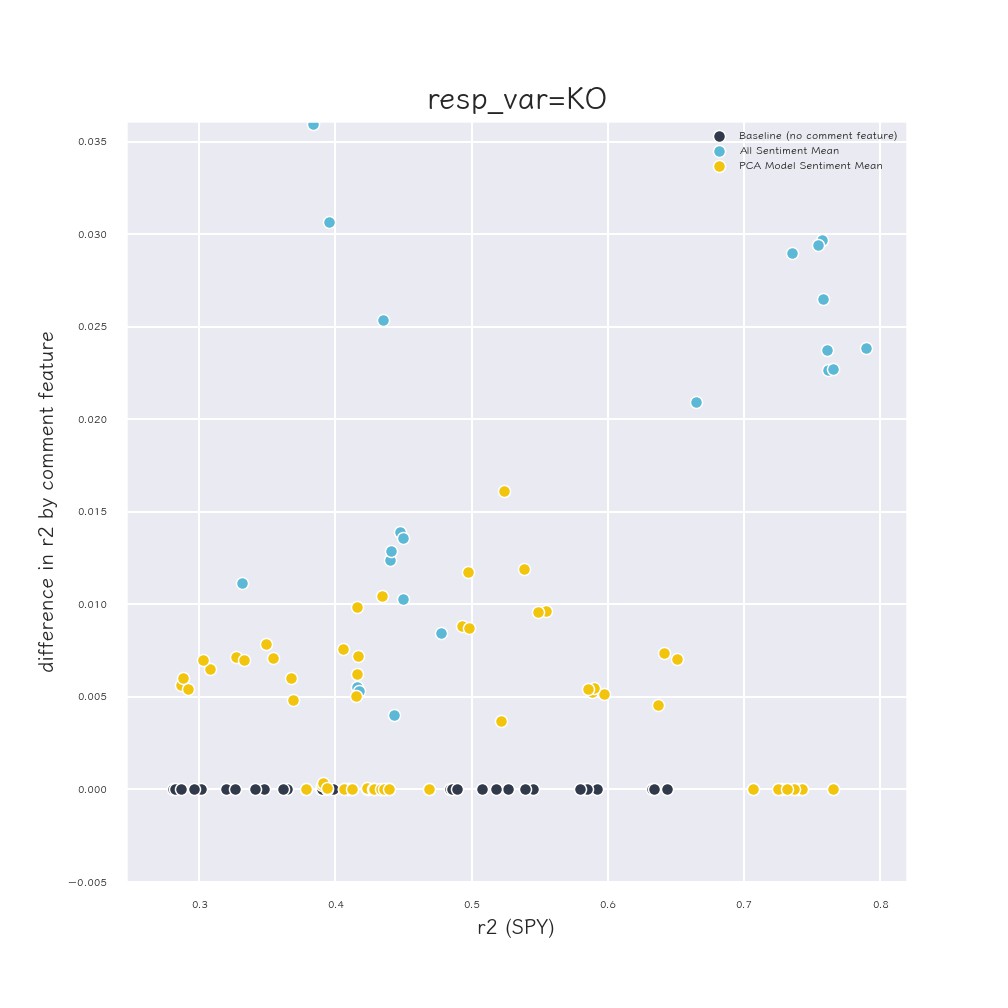 resp_var=KO
Baseline (no comment feature)
All Sentiment Mean
PCA Model Sentiment Mean
0.035
0.030
0.025
0.020
0.015
0.010
0.005
0.000
−0.005
difference in r2 by comment feature
0.3 0.4 0.5 0.6 0.7 0.8
r2 (SPY)